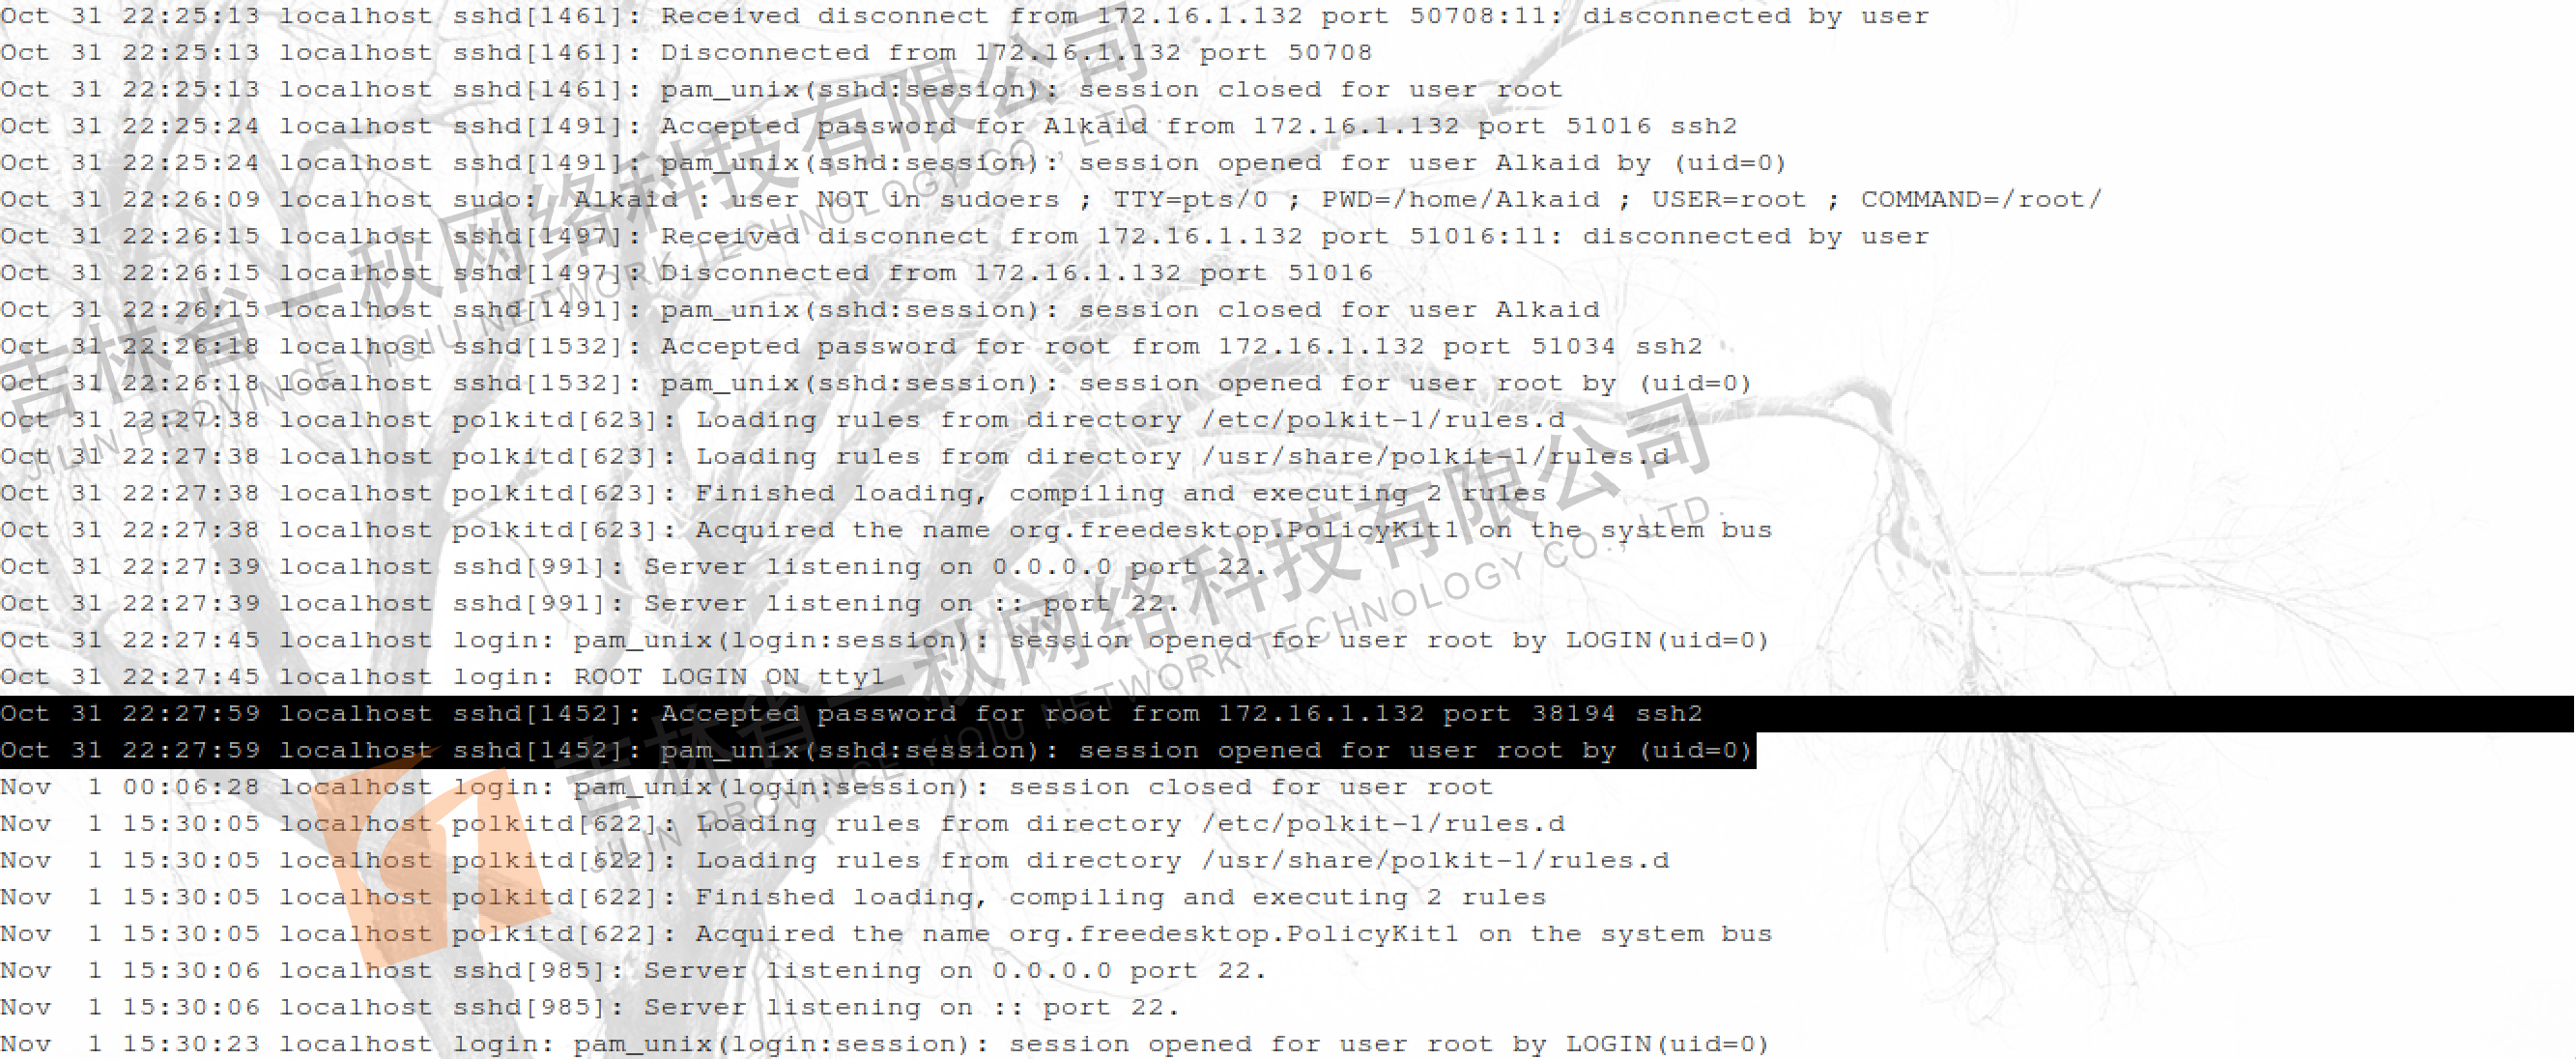 Oct 31 22:25:13 localhost sshd[1461]: Received disconnect from 172.16.1.132 port 50708:11: disconnected by user
Oct 31 22:25:13 localhost sshd[1461]: Disconnected from 172.16.1.132 port 50708
Oct 31 22:25:13 localhost sshd[1461]: pam_unix(sshd:session): session closed for user root
Oct 31 22:25:24 localhost sshd[1491]: Accepted password for Alkaid from 172.16.1.132 port 51016 ssh2
Oct 31 22:25:24 localhost sshd[1491]: pam_unix(sshd:session): session opened for user Alkaid by (uid=0)
Oct 31 22:26:09 localhost sudo:  Alkaid : user NOT in sudoers ; TTY=pts/0 ; PWD=/home/Alkaid ; USER=root ; COMMAND=/root/
Oct 31 22:26:15 localhost sshd[1497]: Received disconnect from 172.16.1.132 port 51016:11: disconnected by user
Oct 31 22:26:15 localhost sshd[1497]: Disconnected from 172.16.1.132 port 51016
Oct 31 22:26:15 localhost sshd[1491]: pam_unix(sshd:session): session closed for user Alkaid
Oct 31 22:26:18 localhost sshd[1532]: Accepted password for root from 172.16.1.132 port 51034 ssh2
Oct 31 22:26:18 localhost sshd[1532]: pam_unix(sshd:session): session opened for user root by (uid=0)
Oct 31 22:27:38 localhost polkitd[623]: Loading rules from directory /etc/polkit-1/rules.d
Oct 31 22:27:38 localhost polkitd[623]: Loading rules from directory /usr/share/polkit-1/rules.d
Oct 31 22:27:38 localhost polkitd[623]: Finished loading, compiling and executing 2 rules
Oct 31 22:27:38 localhost polkitd[623]: Acquired the name org.freedesktop.PolicyKit1 on the system bus
Oct 31 22:27:39 localhost sshd[991]: Server listening on 0.0.0.0 port 22.
Oct 31 22:27:39 localhost sshd[991]: Server listening on :: port 22.
Oct 31 22:27:45 localhost login: pam_unix(login:session): session opened for user root by LOGIN(uid=0)
Oct 31 22:27:45 localhost login: ROOT LOGIN ON tty1
Oct 31 22:27:59 localhost sshd[1452]: Accepted password for root from 172.16.1.132 port 38194 ssh2
Oct 31 22:27:59 localhost sshd[1452]: pam_unix(sshd:session): session opened for user root by (uid=0)
Nov  1 00:06:28 localhost login: pam_unix(login:session): session closed for user root
Nov  1 15:30:05 localhost polkitd[622]: Loading rules from directory /etc/polkit-1/rules.d
Nov  1 15:30:05 localhost polkitd[622]: Loading rules from directory /usr/share/polkit-1/rules.d
Nov  1 15:30:05 localhost polkitd[622]: Finished loading, compiling and executing 2 rules
Nov  1 15:30:05 localhost polkitd[622]: Acquired the name org.freedesktop.PolicyKit1 on the system bus
Nov  1 15:30:06 localhost sshd[985]: Server listening on 0.0.0.0 port 22.
Nov  1 15:30:06 localhost sshd[985]: Server listening on :: port 22.
Nov  1 15:30:23 localhost login: pam_unix(login:session): session opened for user root by LOGIN(uid=0)
吉林省一秋网络科技有限公司
JILIN PROVINCE YIQIU NETWORK TECHNOLOGY CO., LTD.
吉林省一秋网络科技有限公司
JILIN PROVINCE YIQIU NETWORK TECHNOLOGY CO., LTD.